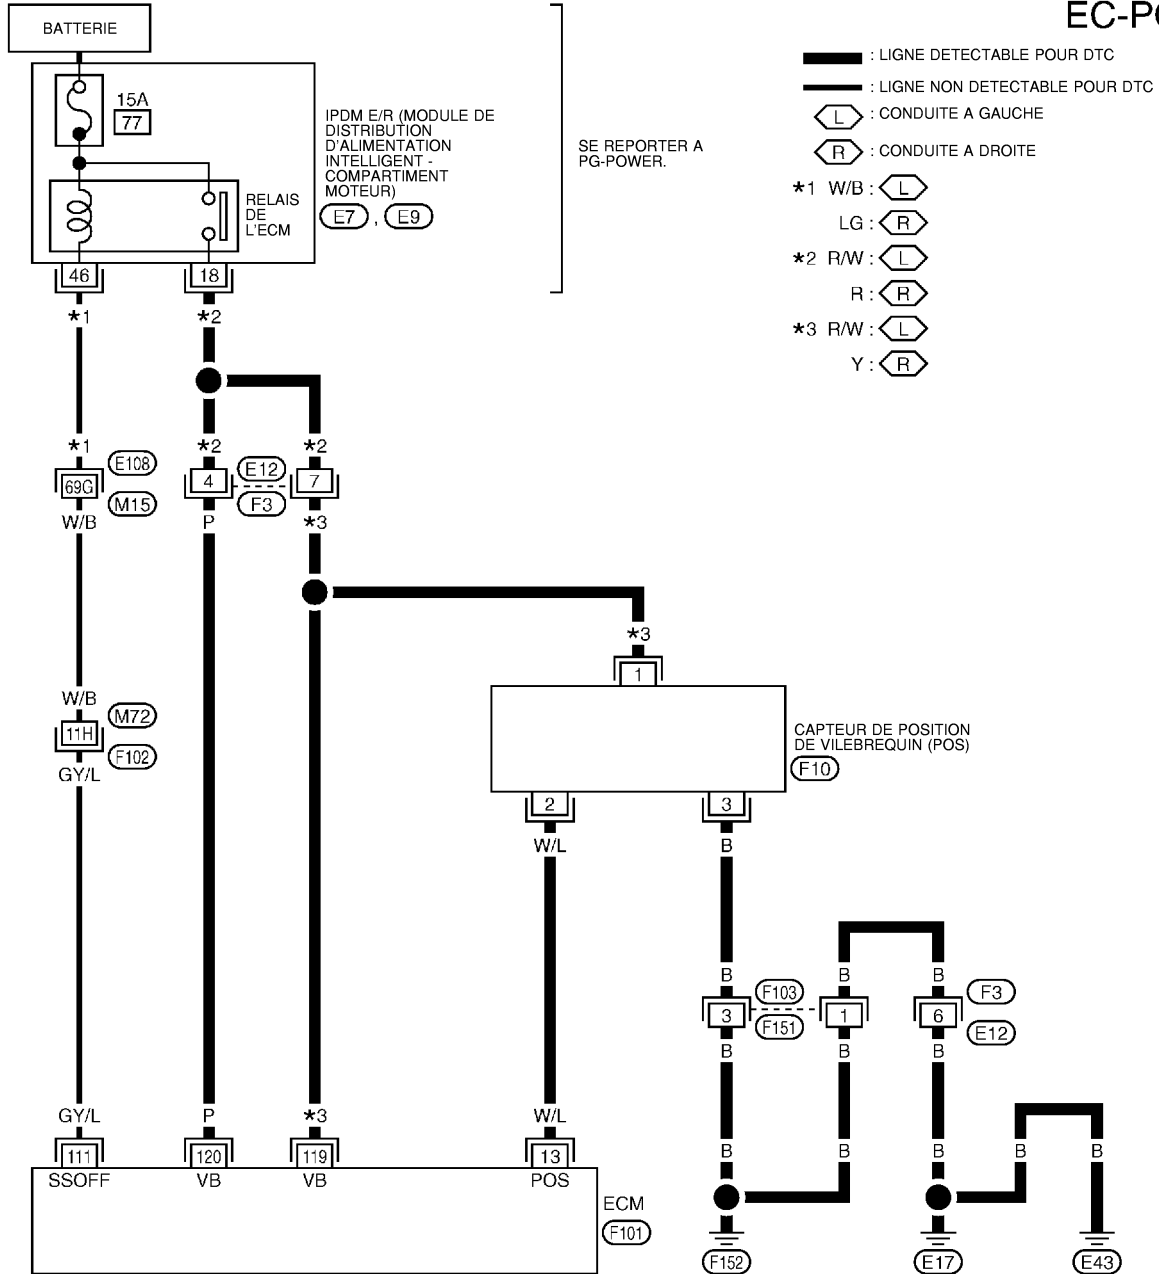 EC-PO
BATTERIE
: LIGNE DETECTABLE POUR DTC
: LIGNE NON DETECTABLE POUR DTC
L : CONDUITE A GAUCHE
R : CONDUITE A DROITE
*1 W/B : L
LG : R
*2 R/W : L
R : R
*3 R/W : L
Y : R
15A
77
IPDM E/R (MODULE DE
DISTRIBUTION
D'ALIMENTATION
INTELLIGENT -
COMPARTIMENT
MOTEUR)
E7 , E9
SE REPORTER A
PG-POWER.
RELAIS
DE
L'ECM
46 18
*1 *2
*1 *2 *2
E108
69G 4 E12 7
M15 F3
W/B P *3
*3
1
W/B
M72
11H
F102
GY/L
CAPTEUR DE POSITION
DE VILEBREQUIN (POS)
F10
2 3
W/L B
B B B
F103 F3
3 1 6
F151 E12
B B B
GY/L P *3 W/L
B B B B B
111 120 119 13
SSOFF VB VB POS
ECM
F101
F152 E17 E43